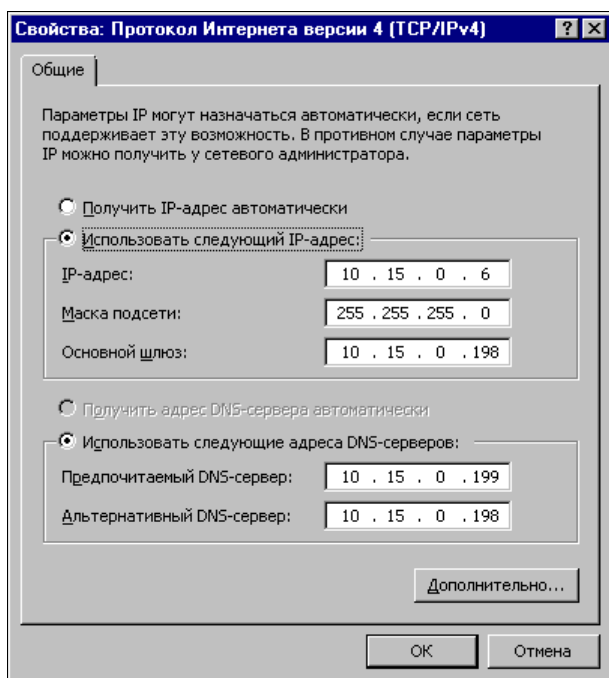 Свойства: Протокол Интернета версии 4 (TCP/IPv4)
Общие
Параметры IP могут назначаться автоматически, если сеть
поддерживает эту возможность. В противном случае параметры
IP можно получить у сетевого администратора.
Получить IP-адрес автоматически
Использовать следующий IP-адрес:
IP-адрес: 10 . 15 . 0 . 6
Маска подсети: 255 . 255 . 255 . 0
Основной шлюз: 10 . 15 . 0 . 198
Получить адрес DNS-сервера автоматически
Использовать следующие адреса DNS-серверов:
Предпочитаемый DNS-сервер: 10 . 15 . 0 . 199
Альтернативный DNS-сервер: 10 . 15 . 0 . 198
Дополнительно...
ОК Отмена